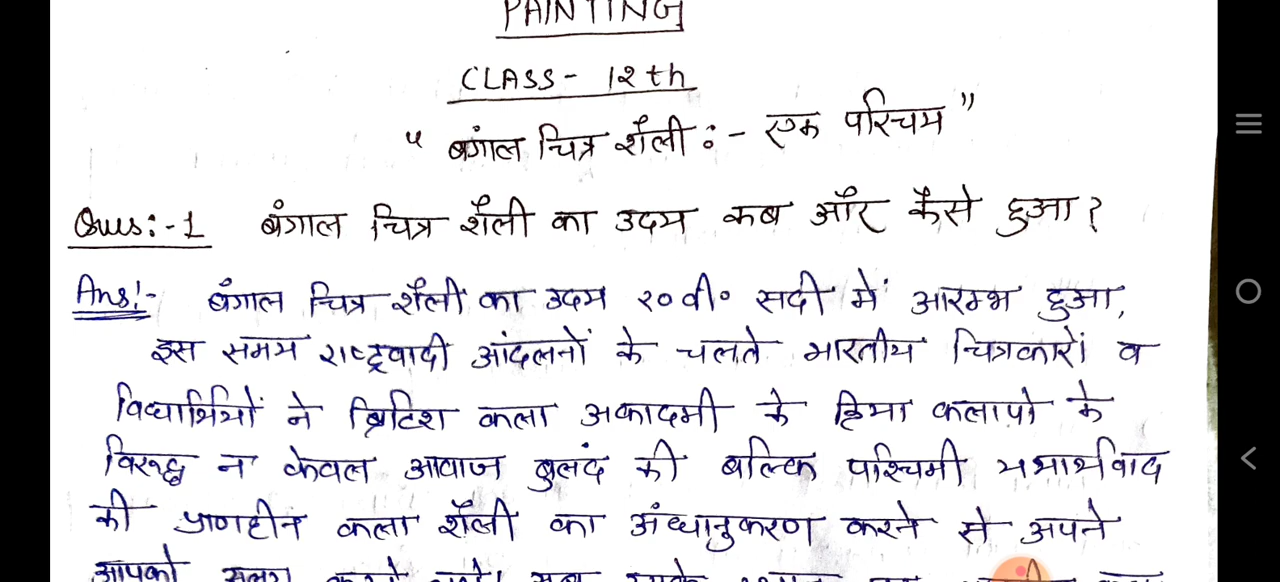 PAINTING
CLASS - 12th
" बंगाल चित्र शैली :- एक परिचय "
Ques:-1 बंगाल चित्र शैली का उदय कब और कैसे हुआ ?
Ans:- बंगाल चित्र शैली का उदय २० वी० सदी में आरम्भ हुआ,
इस समय राष्ट्रवादी आंदलनों के चलते भारतीय चित्रकारों व
विद्यार्थियों ने ब्रिटिश कला अकादमी के क्रिया कलापो के
विरुद्ध न केवल आवाज बुलंद की बल्कि पश्चिमी यथार्थवाद
की प्राणहीन कला शैली का अंधानुकरण करने से अपने
आपको